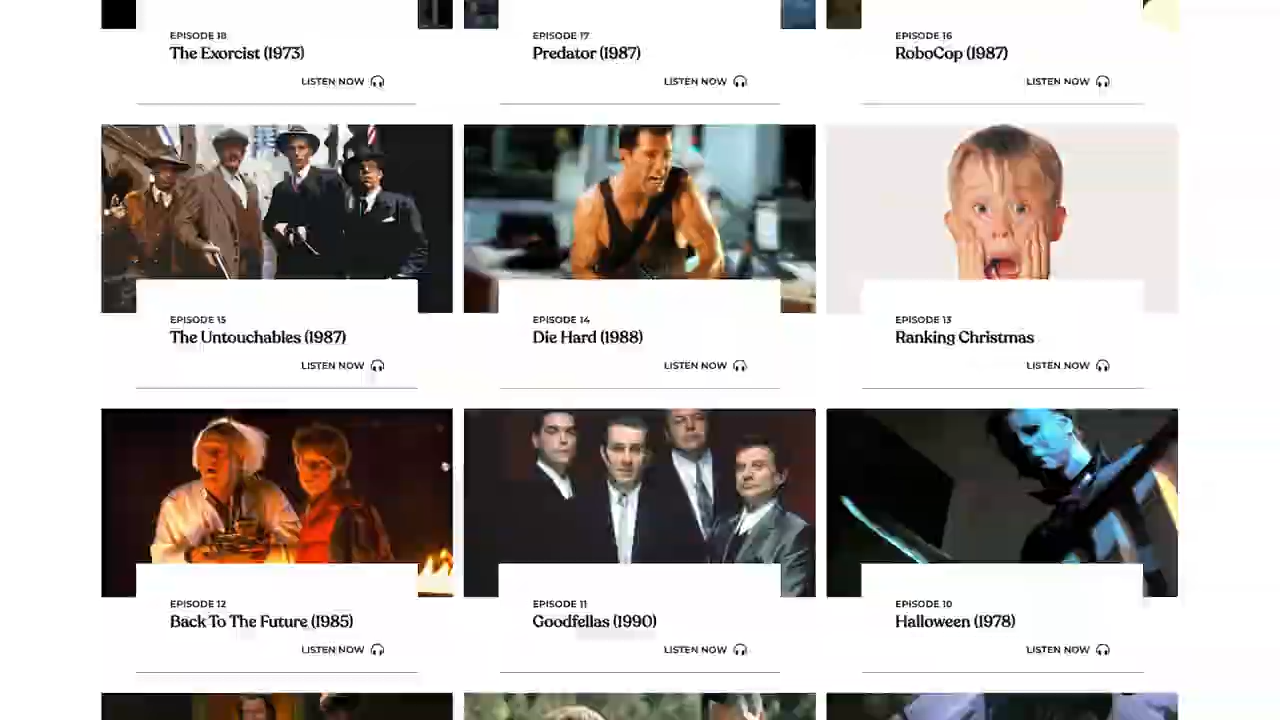 EPISODE 18
The Exorcist (1973)
LISTEN NOW
EPISODE 17
Predator (1987)
LISTEN NOW
EPISODE 16
RoboCop (1987)
LISTEN NOW
EPISODE 15
The Untouchables (1987)
LISTEN NOW
EPISODE 14
Die Hard (1988)
LISTEN NOW
EPISODE 13
Ranking Christmas
LISTEN NOW
EPISODE 12
Back To The Future (1985)
LISTEN NOW
EPISODE 11
Goodfellas (1990)
LISTEN NOW
EPISODE 10
Halloween (1978)
LISTEN NOW